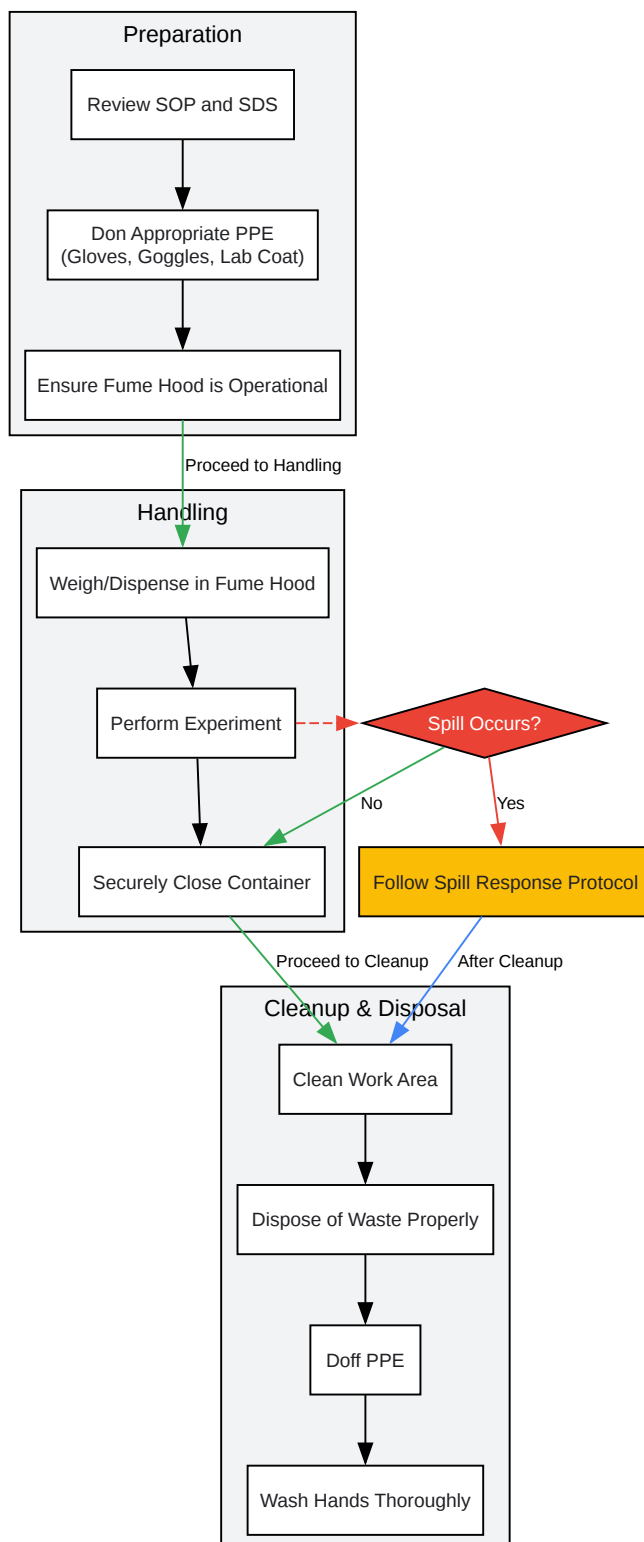 Preparation
Review SOP and SDS
Don Appropriate PPE
(Gloves, Goggles, Lab Coat)
Ensure Fume Hood is Operational
Proceed to Handling
Handling
Weigh/Dispense in Fume Hood
Perform Experiment
Spill Occurs?
No
Yes
Securely Close Container
Follow Spill Response Protocol
Proceed to Cleanup
After Cleanup
Cleanup & Disposal
Clean Work Area
Dispose of Waste Properly
Doff PPE
Wash Hands Thoroughly